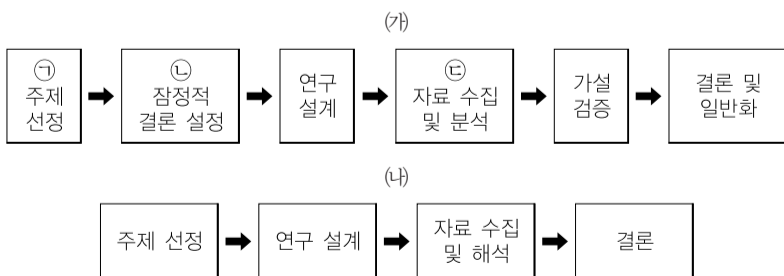 (가)
㉠
주제
선정
㉡
잠정적
결론 설정
연구
설계
㉢
자료 수집
및 분석
가설
검증
결론 및
일반화
(나)
주제 선정
연구 설계
자료 수집
및 해석
결론